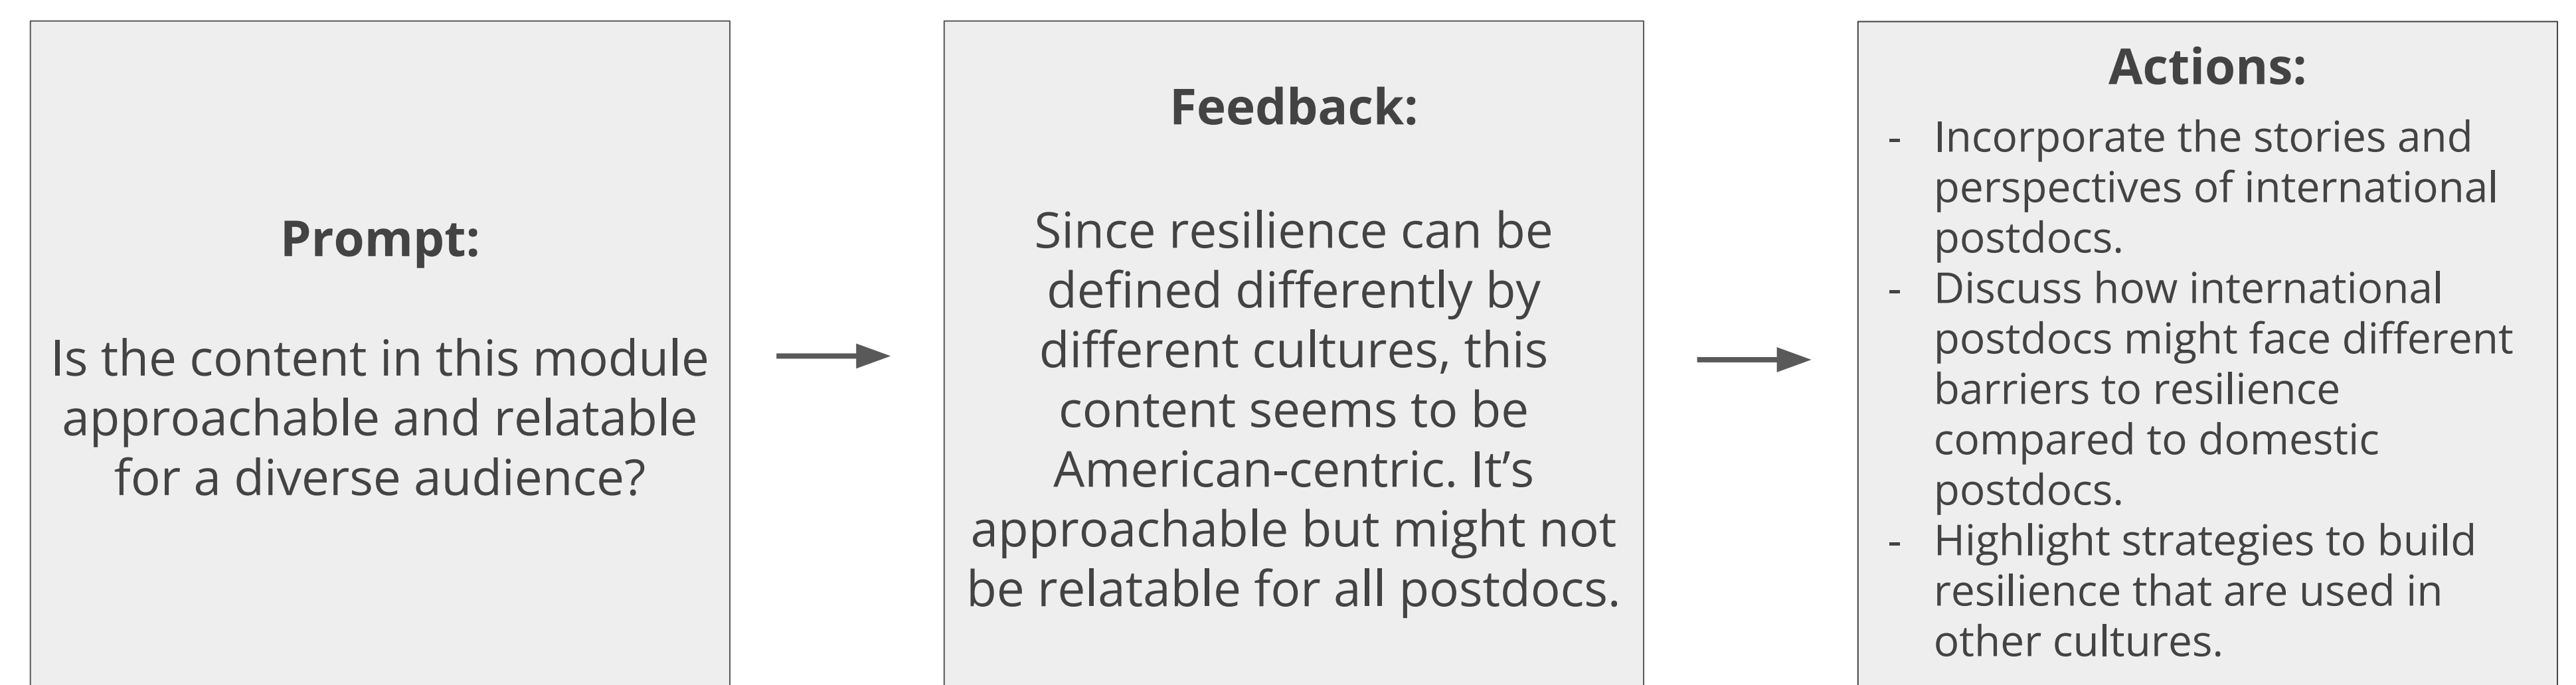 Prompt:
Is the content in this module
approachable and relatable
for a diverse audience?
Feedback:
Since resilience can be
defined differently by
different cultures, this
content seems to be
American-centric. It’s
approachable but might not
be relatable for all postdocs.
Actions:
- Incorporate the stories and
perspectives of international
postdocs.
- Discuss how international
postdocs might face different
barriers to resilience
compared to domestic
postdocs.
- Highlight strategies to build
resilience that are used in
other cultures.